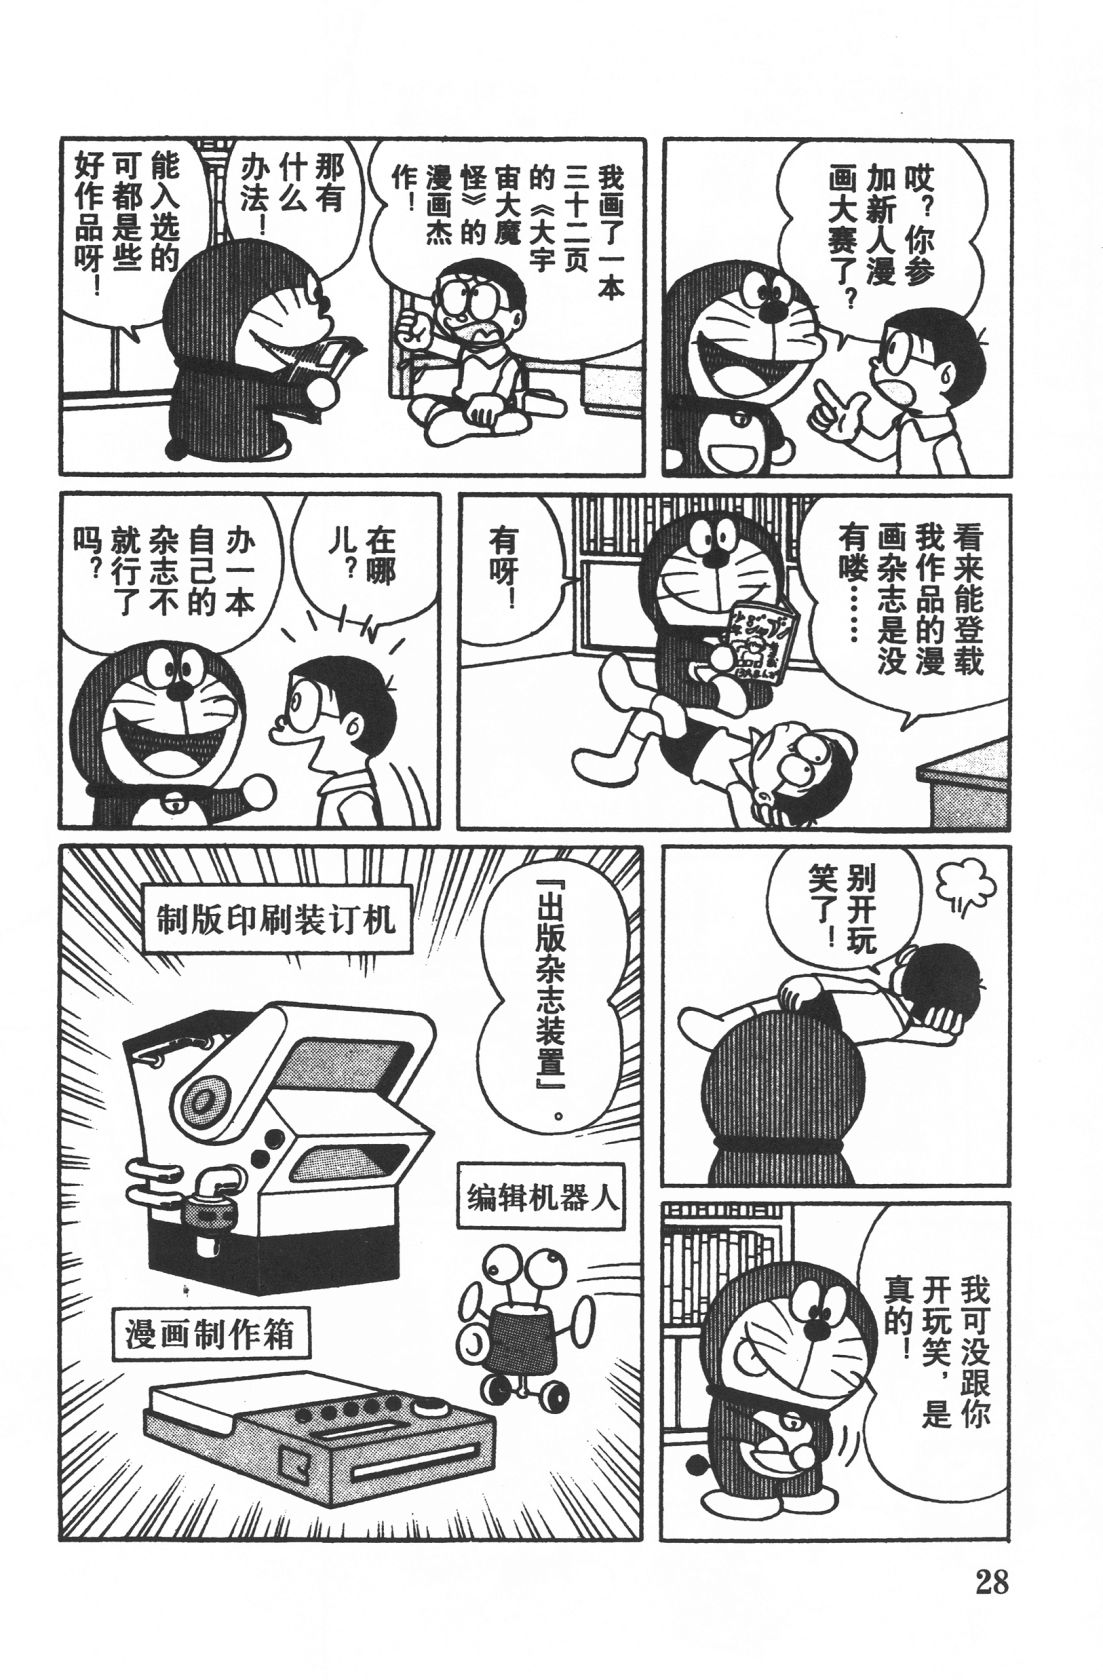 哎？你参
加新人漫
画大赛了？
我画了一本
三十二页
的《大宇
宙大魔
怪》的
漫画杰
作！
那有
什么
办法！
能入选的
可都是些
好作品呀！
看来能登载
我作品的漫
画杂志是没
有喽……
有呀！
在哪
儿？
办一本
自己的
杂志不
就行了
吗？
别开玩
笑了！
我可没跟你
开玩笑，是
真的！
『出版杂志装置』。
制版印刷装订机
编辑机器人
漫画制作箱
28